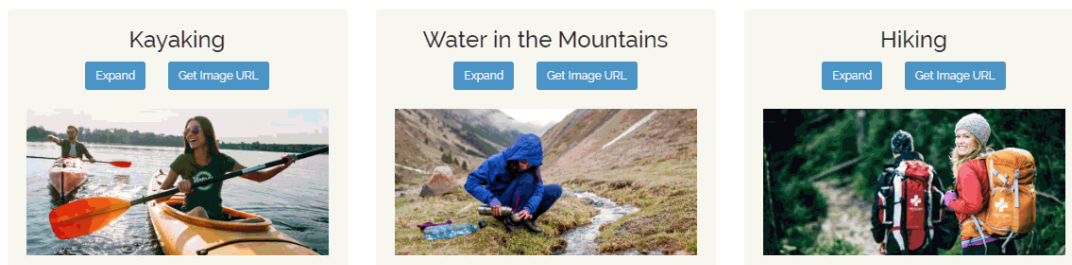 Kayaking
Expand
Get Image URL
Water in the Mountains
Expand
Get Image URL
Hiking
Expand
Get Image URL